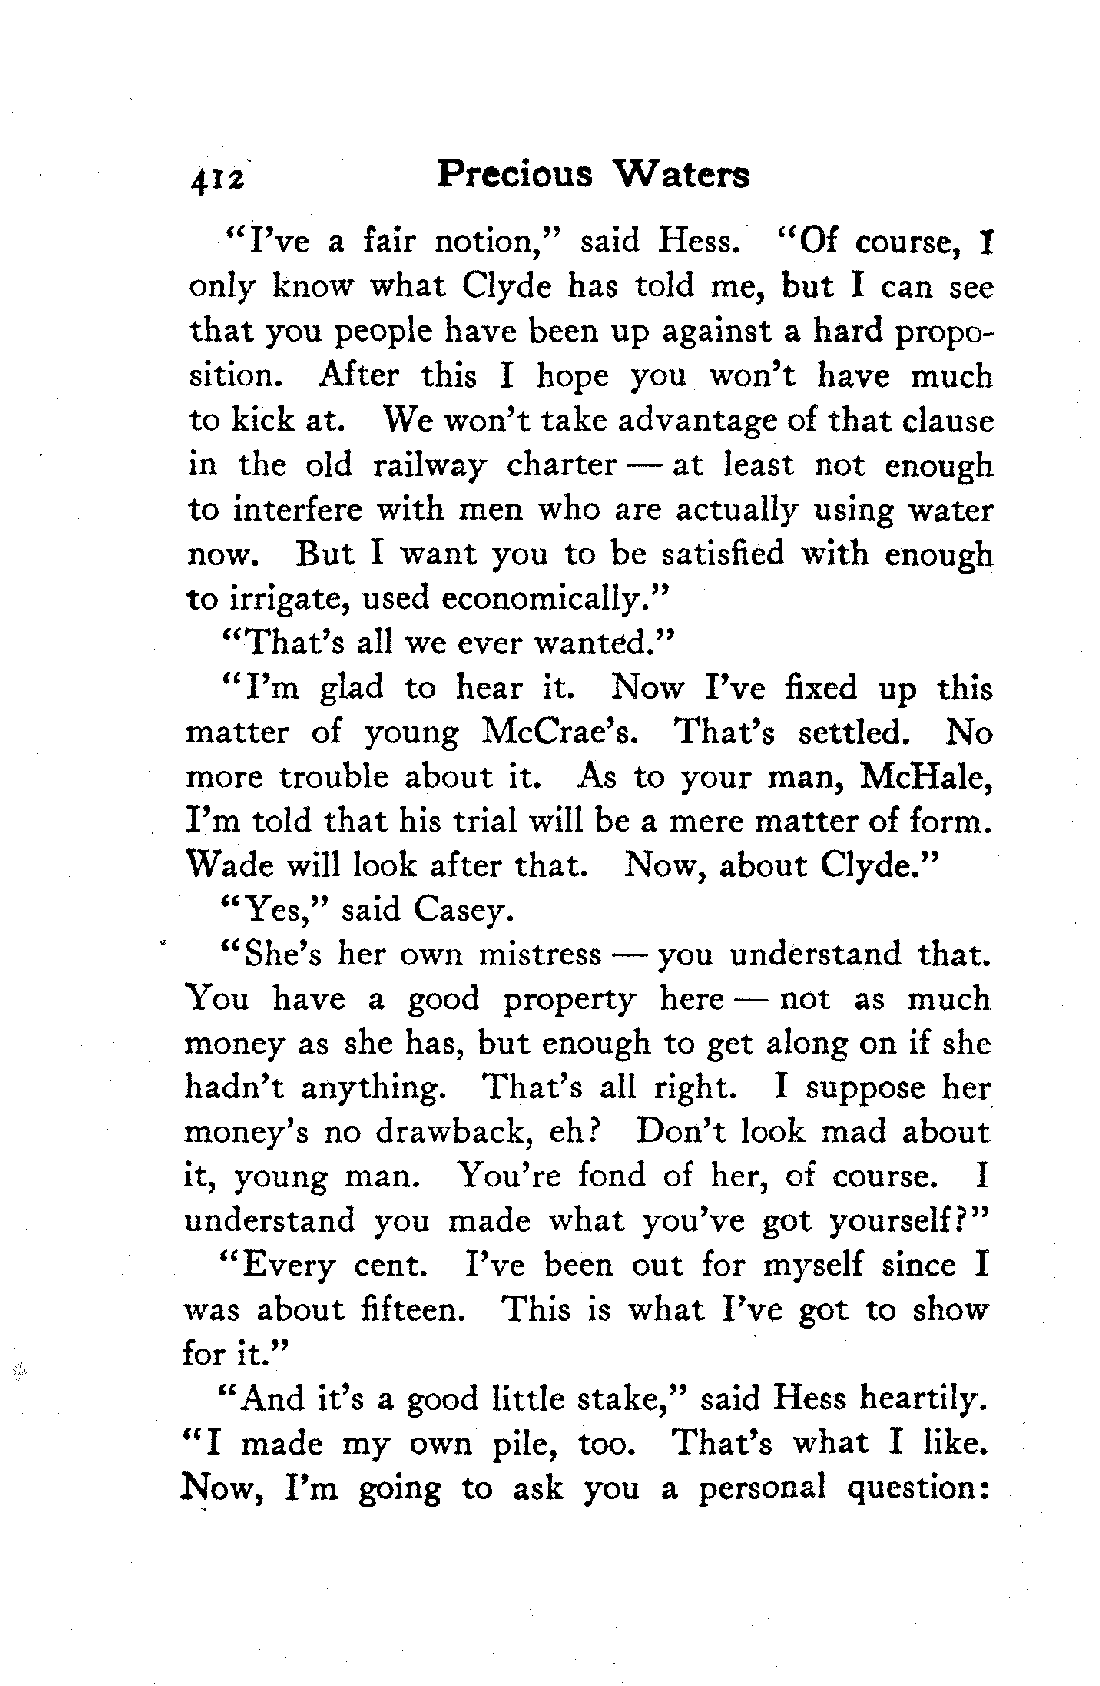 412 Precious Waters
“I’ve a fair notion,” said Hess. “Of course, I
only know what Clyde has told me, but I can see
that you people have been up against a hard propo-
sition. After this I hope you won’t have much
to kick at. We won’t take advantage of that clause
in the old railway charter — at least not enough
to interfere with men who are actually using water
now. But I want you to be satisfied with enough
to irrigate, used economically.”
“That’s all we ever wanted.”
“I’m glad to hear it. Now I’ve fixed up this
matter of young McCrae’s. That’s settled. No
more trouble about it. As to your man, McHale,
I’m told that his trial will be a mere matter of form.
Wade will look after that. Now, about Clyde.”
“Yes,” said Casey.
“She’s her own mistress — you understand that.
You have a good property here — not as much
money as she has, but enough to get along on if she
hadn’t anything. That’s all right. I suppose her
money’s no drawback, eh? Don’t look mad about
it, young man. You’re fond of her, of course. I
understand you made what you’ve got yourself?”
“Every cent. I’ve been out for myself since I
was about fifteen. This is what I’ve got to show
for it.”
“And it’s a good little stake,” said Hess heartily.
“I made my own pile, too. That’s what I like.
Now, I’m going to ask you a personal question: